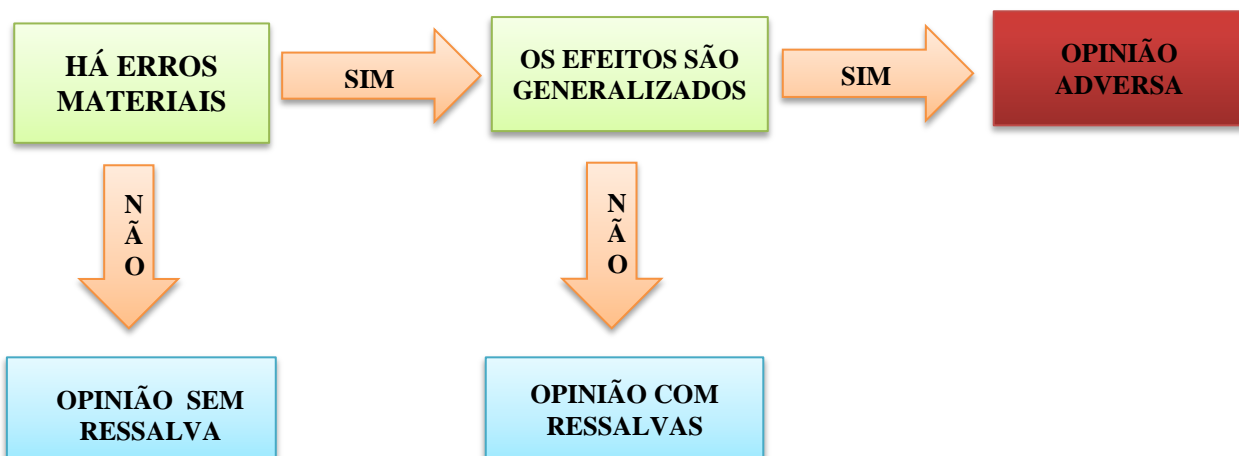 HÁ ERROS
MATERIAIS
SIM
OS EFEITOS SÃO
GENERALIZADOS
SIM
OPINIÃO
ADVERSA
N
Ã
O
N
Ã
O
OPINIÃO SEM
RESSALVA
OPINIÃO COM
RESSALVAS